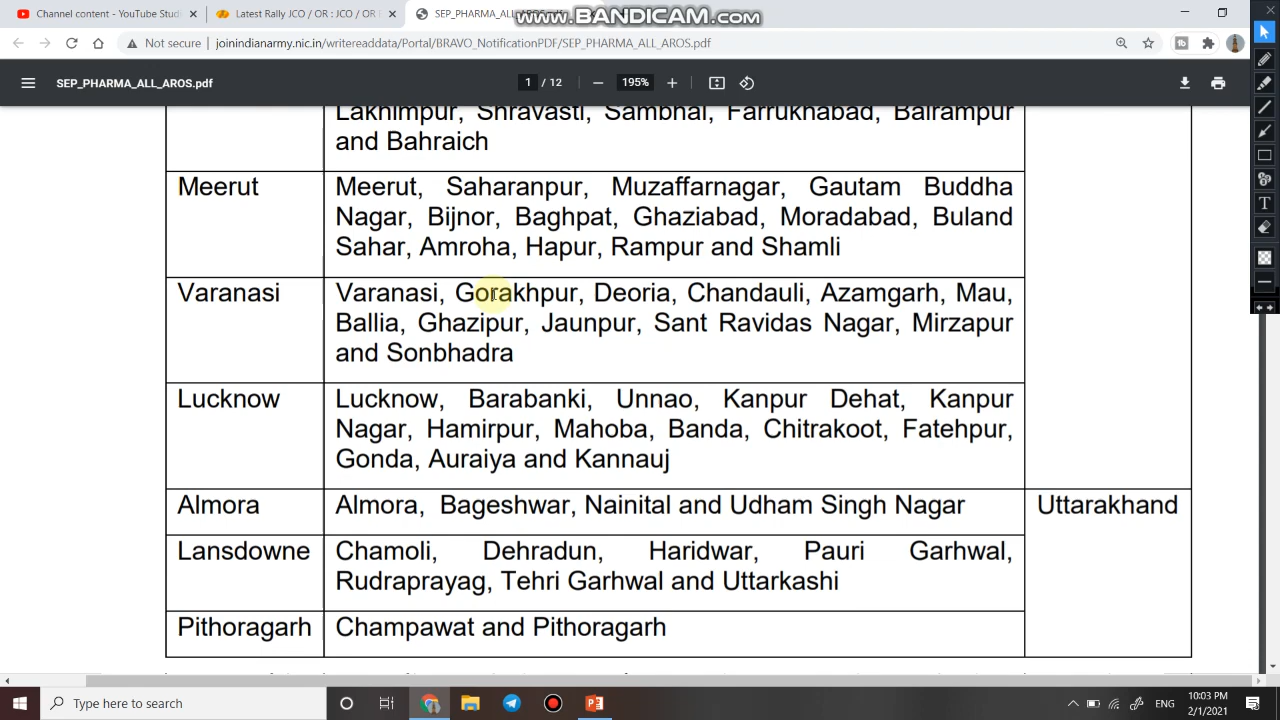 Channel content - YouTube Studi
Latest Rally JCO / OR : JCO / OR L
SEP_PHARMA_ALL_AROS.pdf
www.BANDICAM.com
Not secure
joinindianarmy.nic.in/writereaddata/Portal/BRAVO_NotificationPDF/SEP_PHARMA_ALL_AROS.pdf
SEP_PHARMA_ALL_AROS.pdf
1 / 12
195%
Lakhimpur, Shravasti, Sambhal, Farrukhabad, Balrampur
and Bahraich
Meerut
Meerut, Saharanpur, Muzaffarnagar, Gautam Buddha
Nagar, Bijnor, Baghpat, Ghaziabad, Moradabad, Buland
Sahar, Amroha, Hapur, Rampur and Shamli
Varanasi
Varanasi, Gorakhpur, Deoria, Chandauli, Azamgarh, Mau,
Ballia, Ghazipur, Jaunpur, Sant Ravidas Nagar, Mirzapur
and Sonbhadra
Lucknow
Lucknow, Barabanki, Unnao, Kanpur Dehat, Kanpur
Nagar, Hamirpur, Mahoba, Banda, Chitrakoot, Fatehpur,
Gonda, Auraiya and Kannauj
Almora
Almora, Bageshwar, Nainital and Udham Singh Nagar
Uttarakhand
Lansdowne
Chamoli, Dehradun, Haridwar, Pauri Garhwal,
Rudraprayag, Tehri Garhwal and Uttarkashi
Pithoragarh
Champawat and Pithoragarh
Type here to search
ENG
10:03 PM
2/1/2021